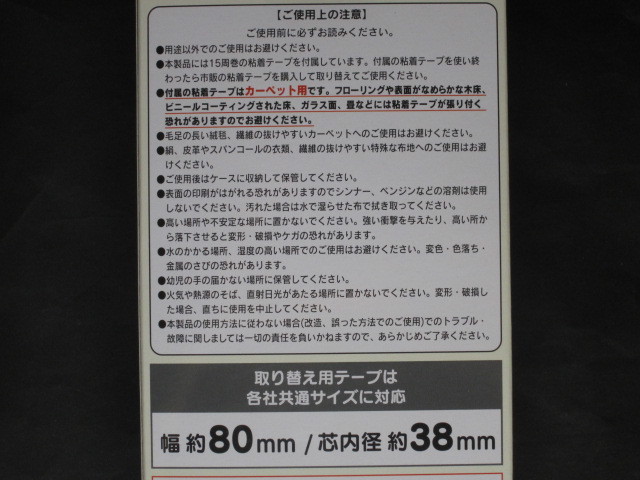 【ご使用上の注意】
ご使用前に必ずお読みください。
●用途以外でのご使用はお避けください。
●本製品には15周巻の粘着テープを付属しています。付属の粘着テープを使い終
わったら市販の粘着テープを購入して取り替えてご使用ください。
●付属の粘着テープはカーペット用です。フローリングや表面がなめらかな木床、
ビニールコーティングされた床、ガラス面、畳などには粘着テープが張り付く
恐れがありますのでお避けください。
●毛足の長い絨毯、繊維の抜けやすいカーペットへのご使用はお避けください。
●絹、皮革やスパンコールの衣類、繊維の抜けやすい特殊な布地へのご使用はお避
けください。
●ご使用後はケースに収納して保管してください。
●表面の印刷がはがれる恐れがありますのでシンナー、ベンジンなどの溶剤は使用
しないでください。汚れた場合は水で湿らせた布で拭き取ってください。
●高い場所や不安定な場所に置かないでください。強い衝撃を与えたり、高い所か
ら落下させると変形・破損やケガの恐れがあります。
●水のかかる場所、湿度の高い場所でのご使用はお避けください。変色・色落ち・
金属のさびの恐れがあります。
●幼児の手の届かない場所に保管してください。
●火気や熱源のそば、直射日光があたる場所に置かないでください。変形・破損し
た場合、直ちに使用を中止してください。
●本製品の使用方法に従わない場合(改造、誤った方法でのご使用)でのトラブル・
故障に関しましては一切の責任を負いかねますので、あらかじめご了承ください。
取り替え用テープは
各社共通サイズに対応
幅 約80mm / 芯内径 約38mm